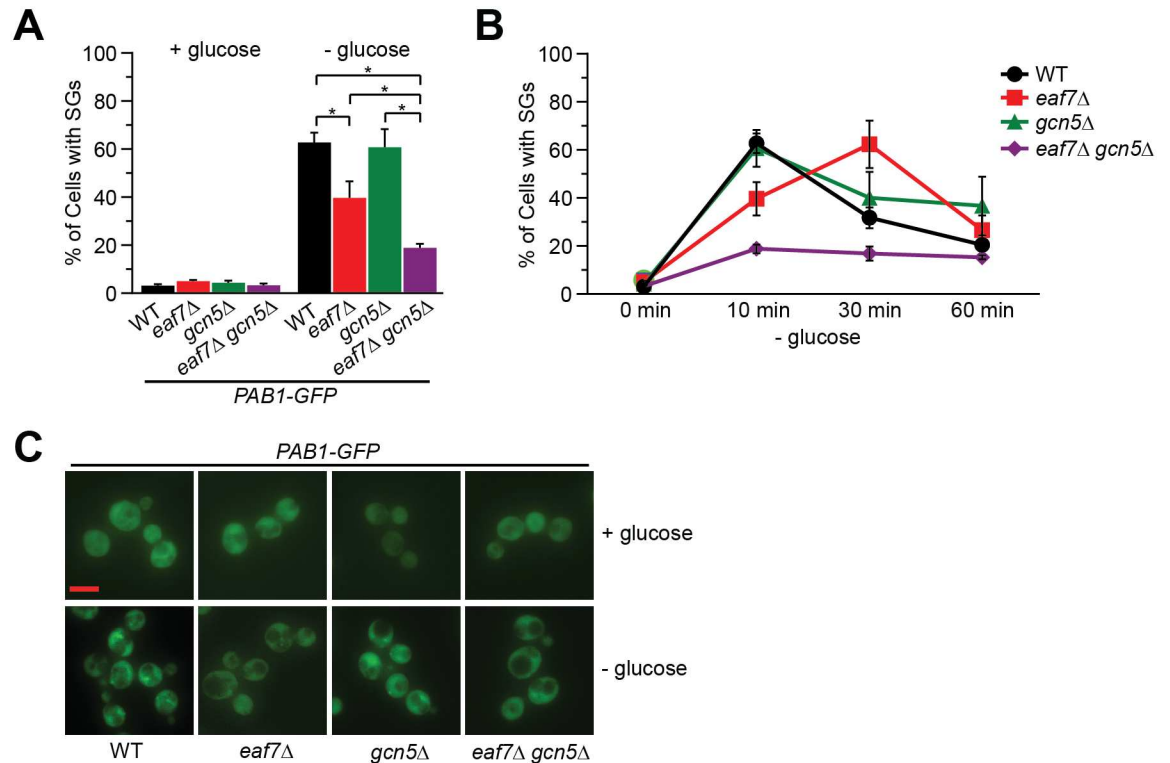 A
+ glucose
- glucose
% of Cells with SGs
100
80
60
40
20
0
*
*
*
*
WT
eaf7Δ
gcn5Δ
eaf7Δ gcn5Δ
WT
eaf7Δ
gcn5Δ
eaf7Δ gcn5Δ
PAB1-GFP
B
% of Cells with SGs
100
80
60
40
20
0
0 min
10 min
30 min
60 min
- glucose
WT
eaf7Δ
gcn5Δ
eaf7Δ gcn5Δ
C
PAB1-GFP
+ glucose
- glucose
WT
eaf7Δ
gcn5Δ
eaf7Δ gcn5Δ